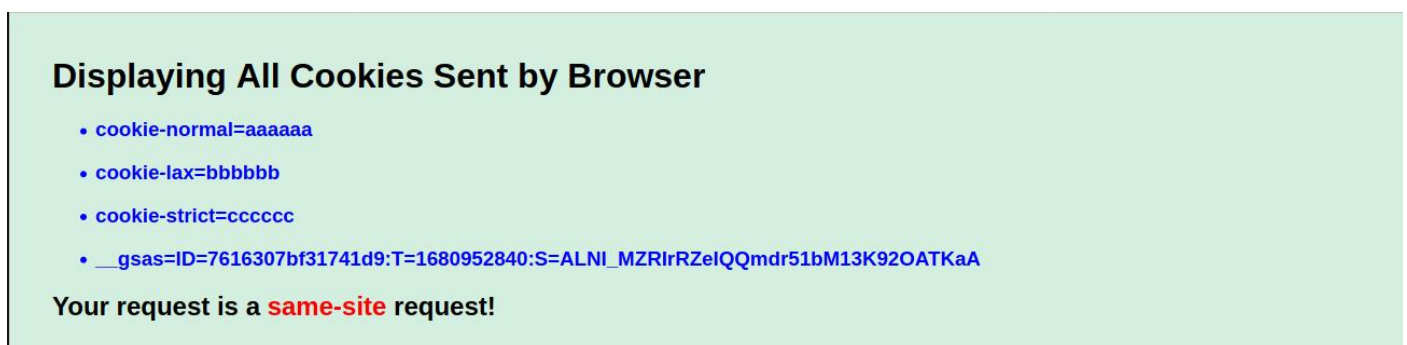 Displaying All Cookies Sent by Browser
• cookie-normal=aaaaaa
• cookie-lax=bbbbbb
• cookie-strict=cccccc
• __gsas=ID=7616307bf31741d9:T=1680952840:S=ALNI_MZRIrRZeIQQmdr51bM13K92OATKaA
Your request is a same-site request!